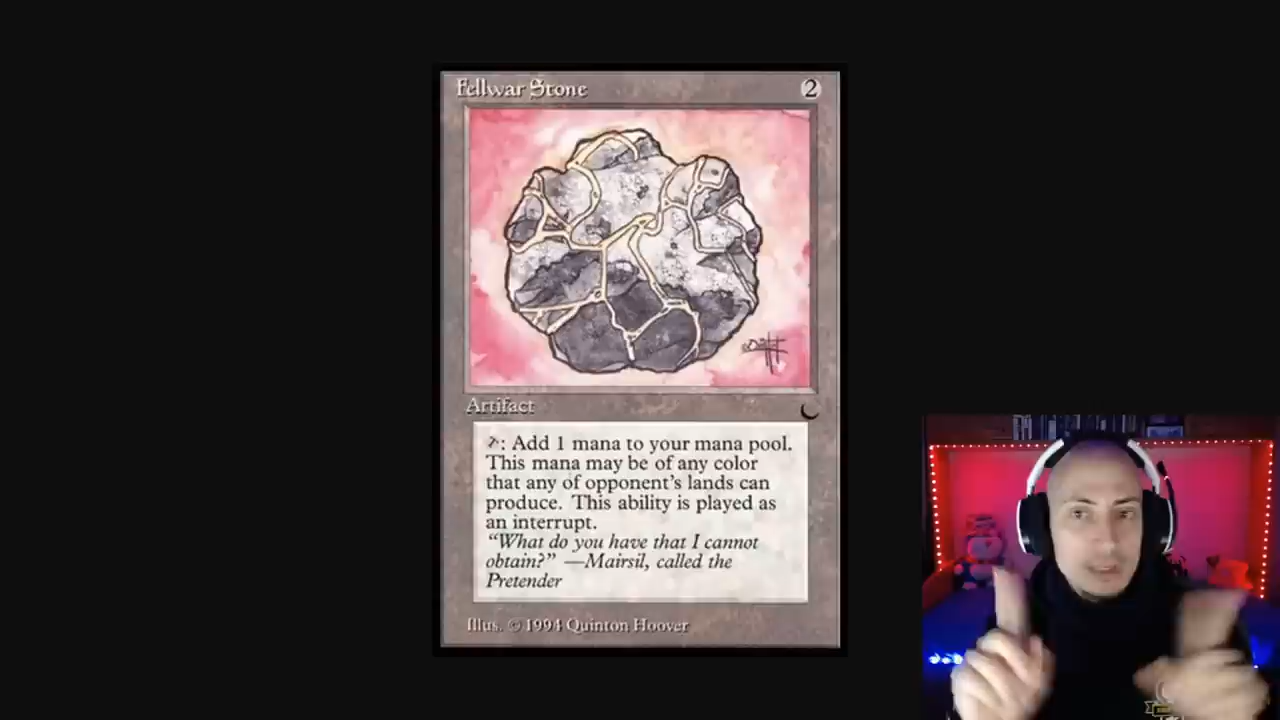 Fellwar Stone 2
Artifact
: Add 1 mana to your mana pool.
This mana may be of any color
that any of opponent's lands can
produce. This ability is played as
an interrupt.
"What do you have that I cannot
obtain?" —Mairsil, called the
Pretender
Illus. © 1994 Quinton Hoover